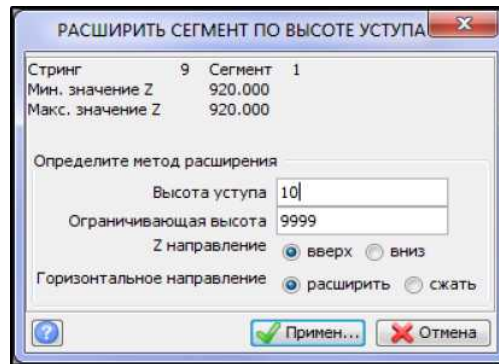 РАСШИРИТЬ СЕГМЕНТ ПО ВЫСОТЕ УСТУПА
Стринг 9 Сегмент 1
Мин. значение Z 920.000
Макс. значение Z 920.000
Определите метод расширения
Высота уступа 10
Ограничивающая высота 9999
Z направление вверх вниз
Горизонтальное направление расширить сжать
Примен... Отмена